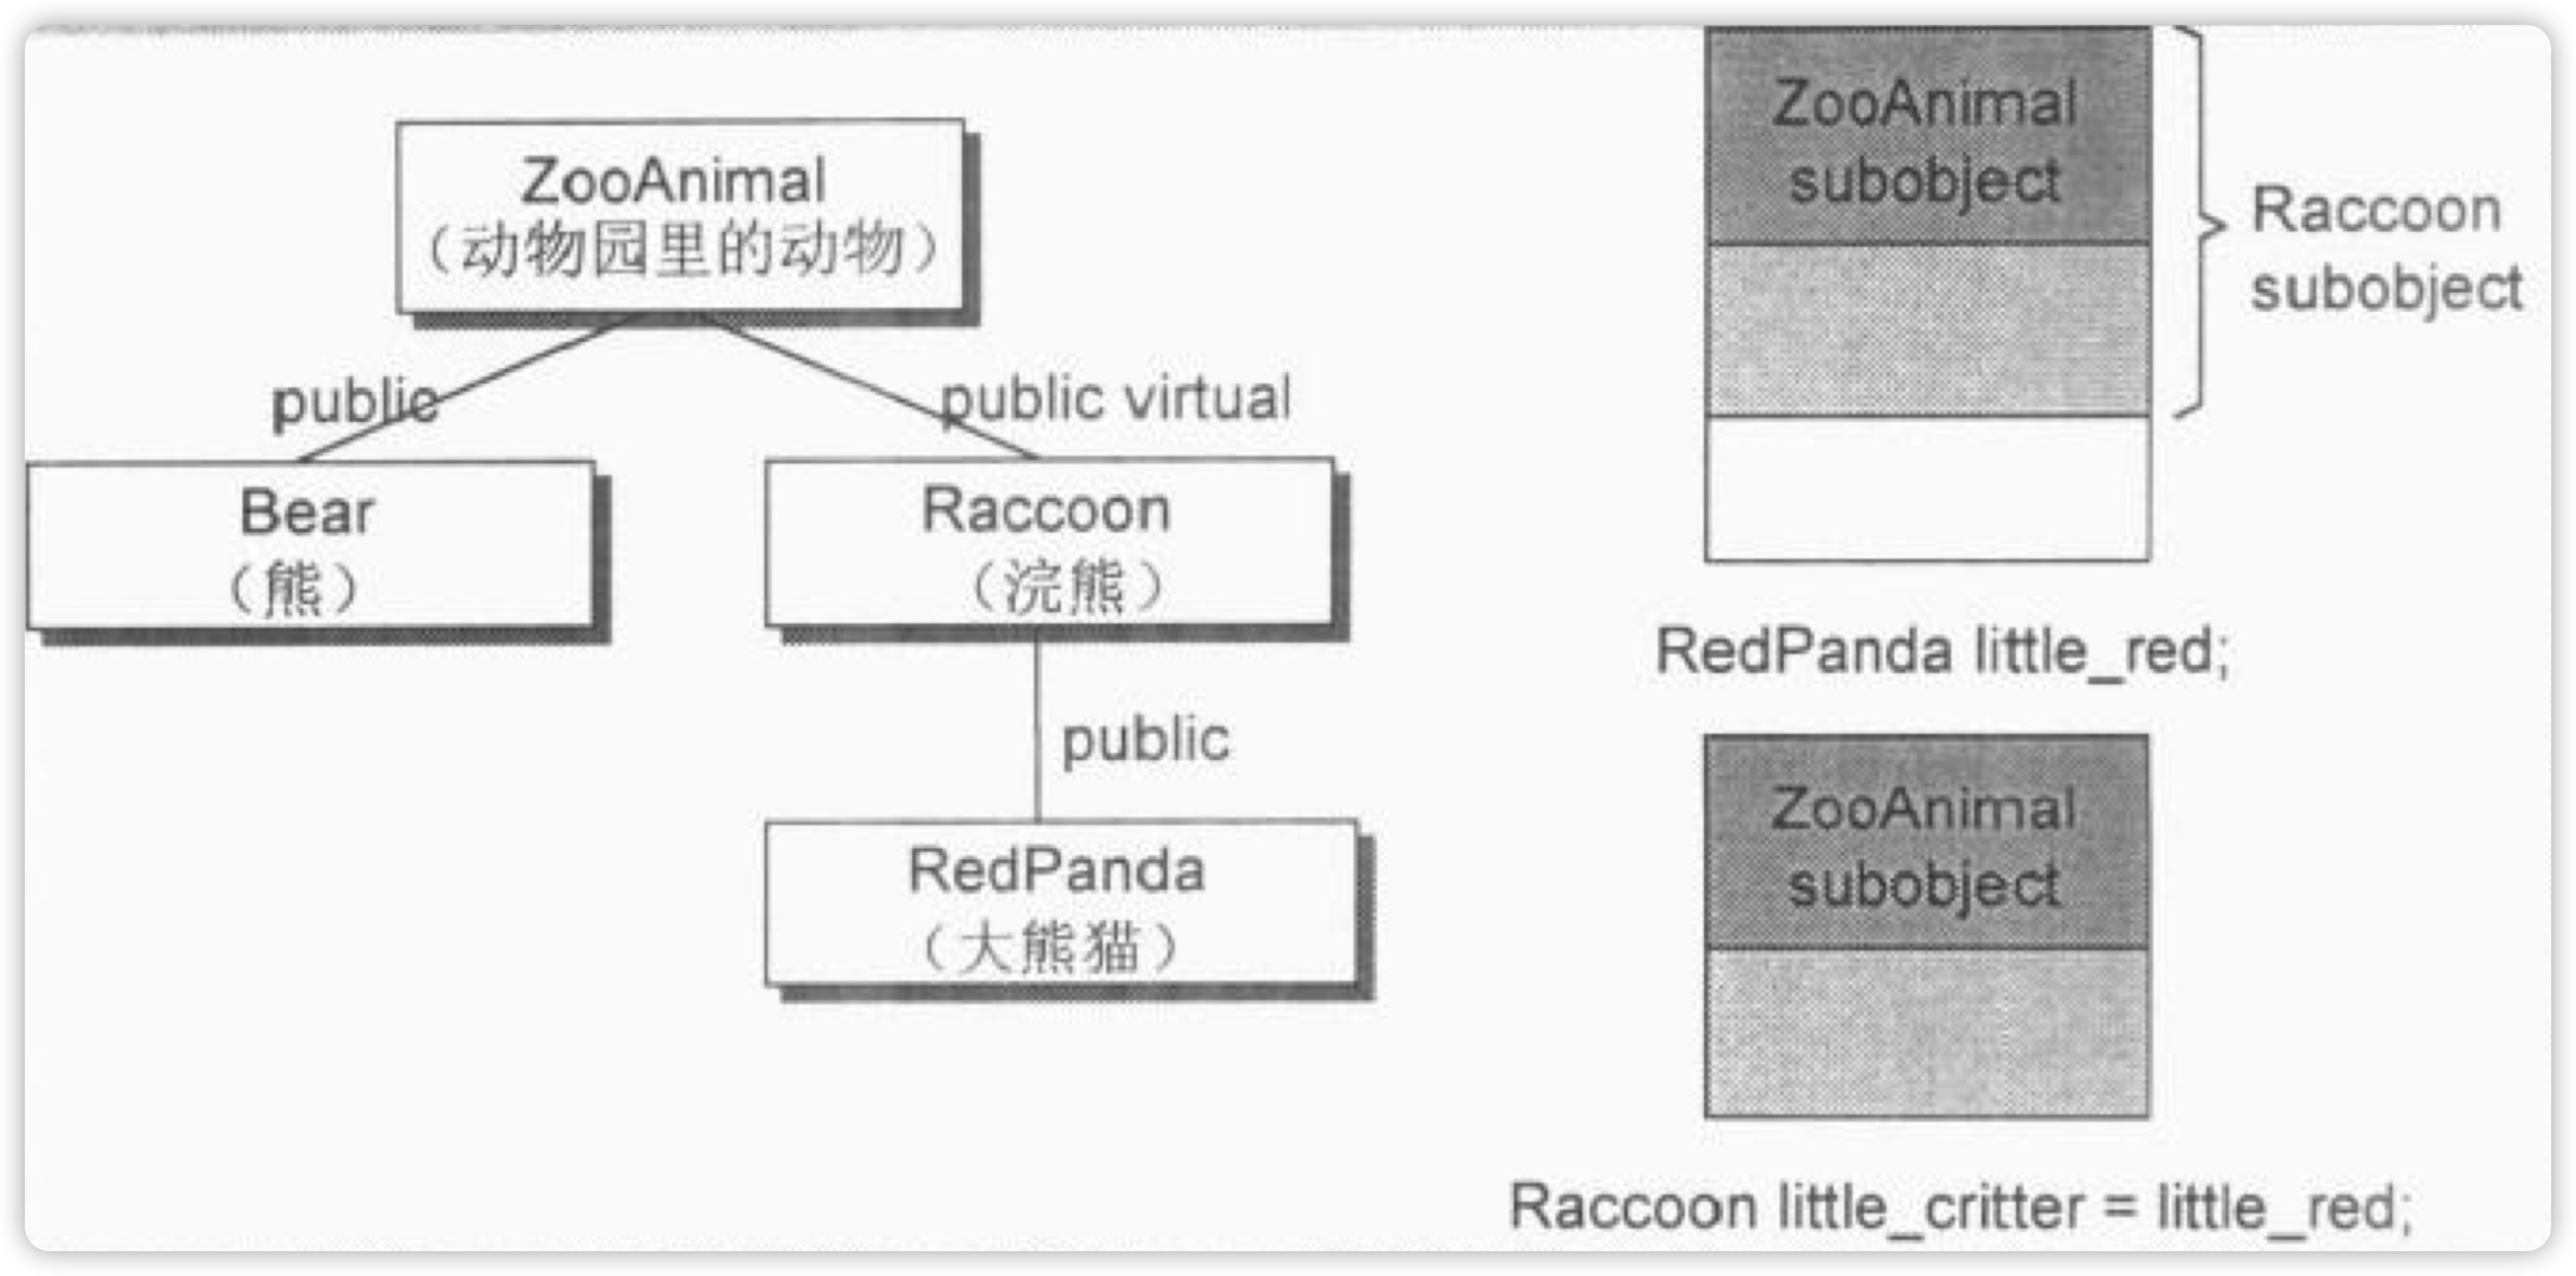 ZooAnimal
（动物园里的动物）
public
public virtual
Bear
（熊）
Raccoon
（浣熊）
public
RedPanda
（大熊猫）
ZooAnimal
subobject
Raccoon
subobject
RedPanda little_red;
ZooAnimal
subobject
Raccoon little_critter = little_red;